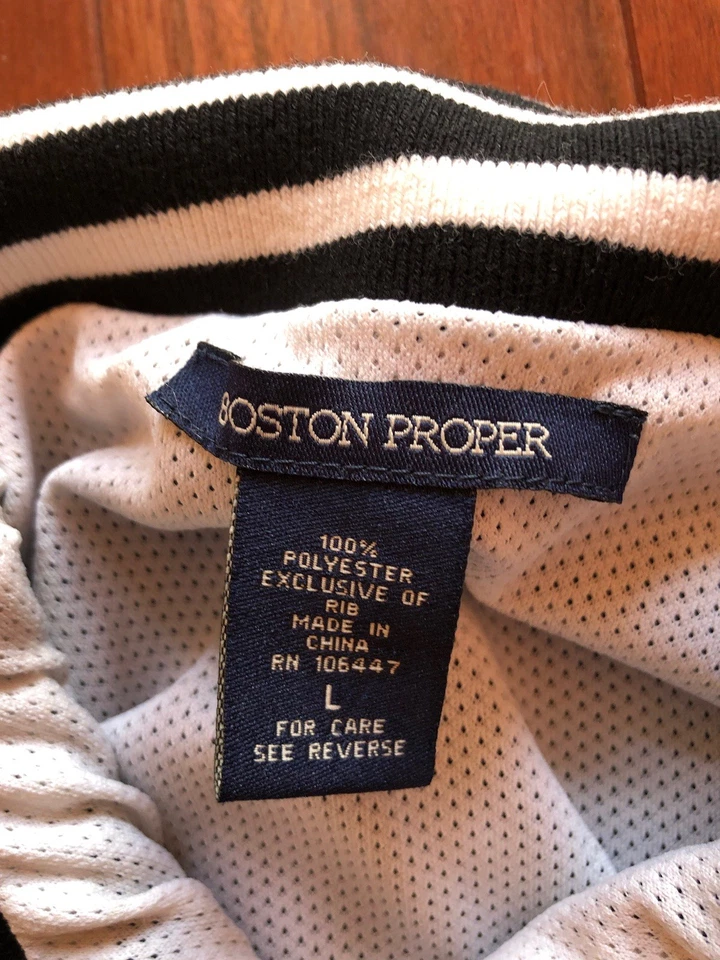 BOSTON PROPER
100%
POLYESTER
EXCLUSIVE OF
RIB
MADE IN
CHINA
RN 106447
L
FOR CARE
SEE REVERSE